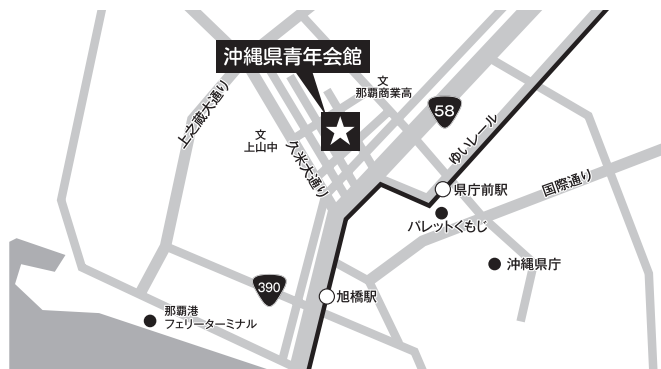 沖縄県青年会館
文
那覇商業高
上之蔵大通り
58
文
上山中
久米大通り
ゆいレール
県庁前駅
国際通り
パレットくもじ
沖縄県庁
390
旭橋駅
那覇港
フェリーターミナル